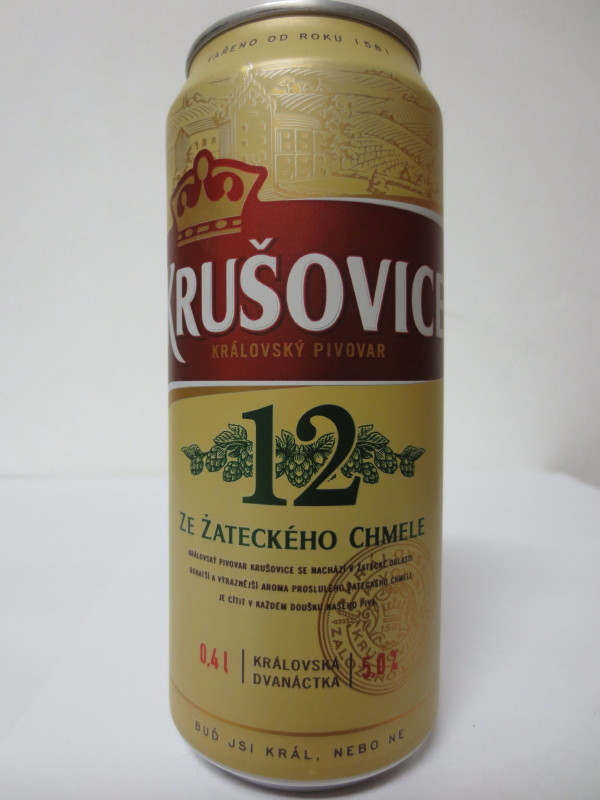 VAŘENO OD ROKU 1581
KRUŠOVICE
KRÁLOVSKÝ PIVOVAR
12
ZE ŽATECKÉHO CHMELE
KRÁLOVSKÝ PIVOVAR KRUŠOVICE SE NACHÁZÍ V ŽATECKÉ OBLASTI
BOHATŠÍ A VÝRAZNĚJŠÍ AROMA PROSLULÉHO ŽATECKÉHO CHMELE
JE CÍTIT V KAŽDÉM DOUŠKU NAŠEHO PIVA
0,4 l
KRÁLOVSKÁ
DVANÁCTKA
5,0 %
BUĎ JSI KRÁL, NEBO NE